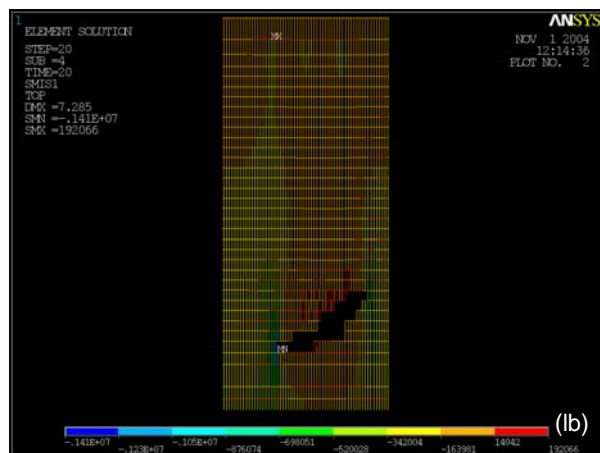 1
ANSYS
ELEMENT SOLUTION
NOV 1 2004
12:14:36
PLOT NO. 2
STEP=20
SUB =4
TIME=20
SMIS1
TOP
DMX =7.285
SMN =-.141E+07
SMX =192066
MX
MN
(lb)
-.141E+07 -.105E+07 -698051 -342004 14042
-.123E+07 -876074 -520028 -163981 192066